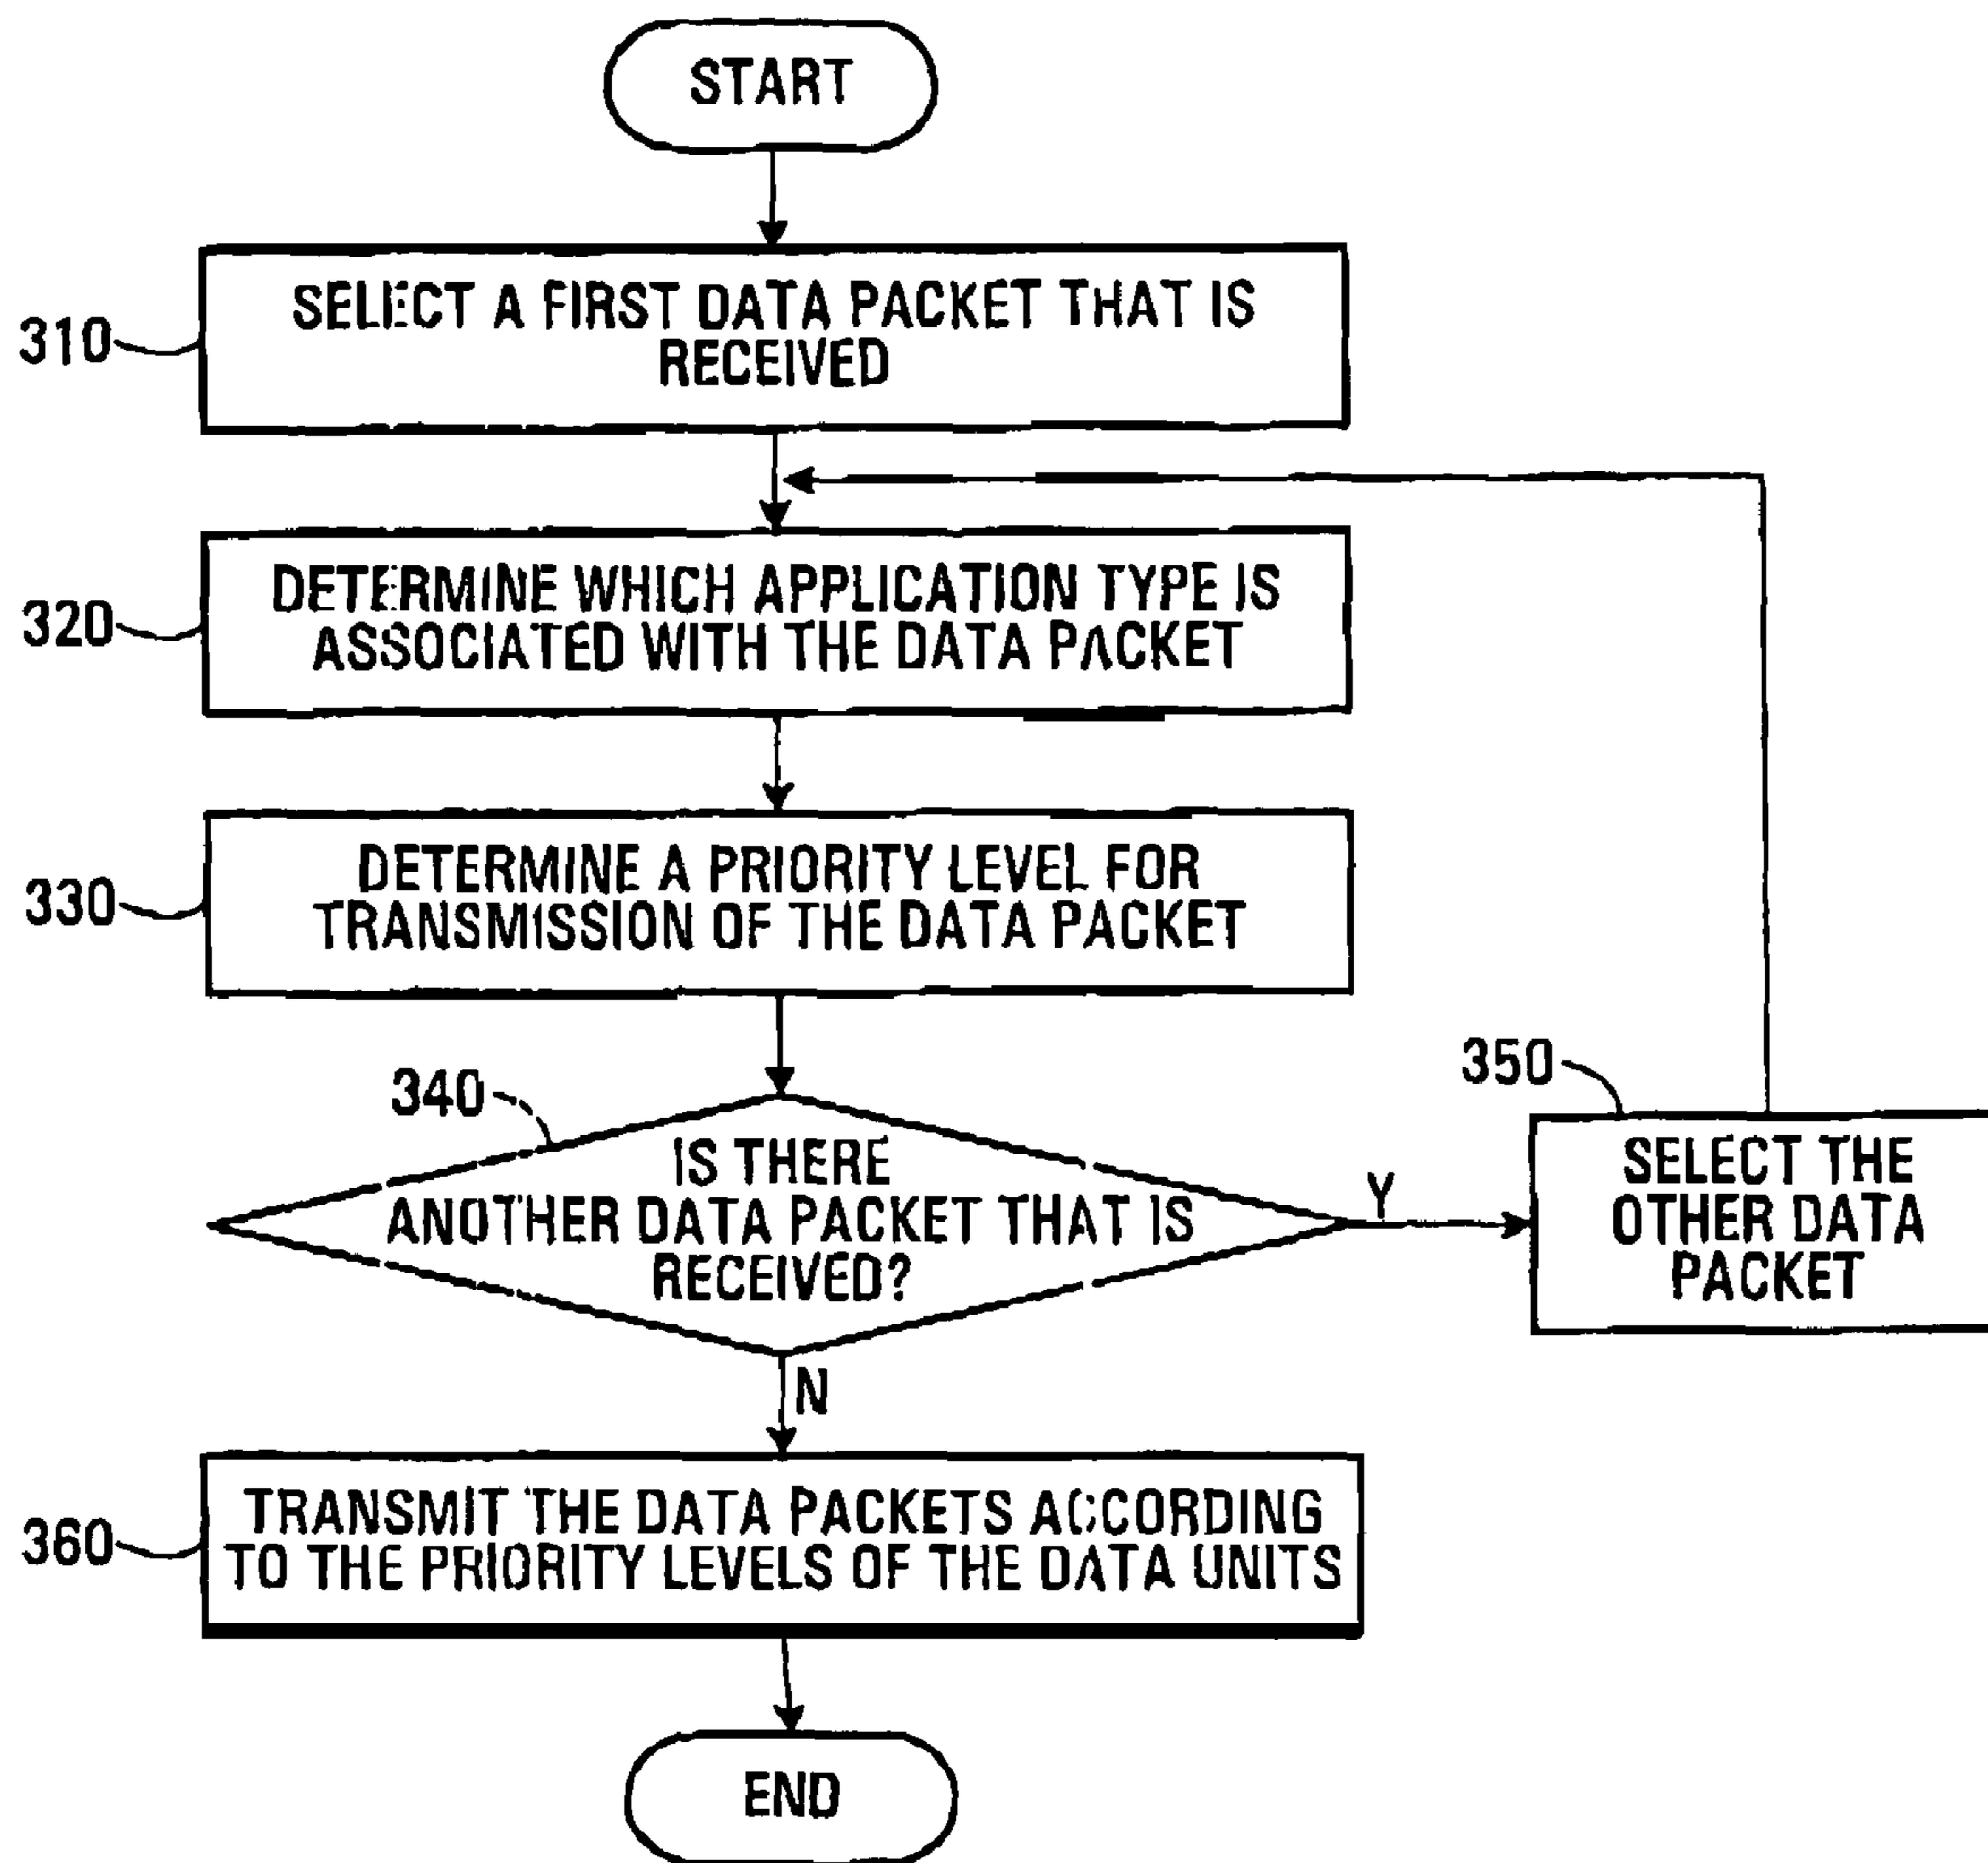 START
310
SELECT A FIRST DATA PACKET THAT IS
RECEIVED
320
DETERMINE WHICH APPLICATION TYPE IS
ASSOCIATED WITH THE DATA PACKET
330
DETERMINE A PRIORITY LEVEL FOR
TRANSMISSION OF THE DATA PACKET
340
IS THERE
ANOTHER DATA PACKET THAT IS
RECEIVED?
Y
350
SELECT THE
OTHER DATA
PACKET
N
360
TRANSMIT THE DATA PACKETS ACCORDING
TO THE PRIORITY LEVELS OF THE DATA UNITS
END